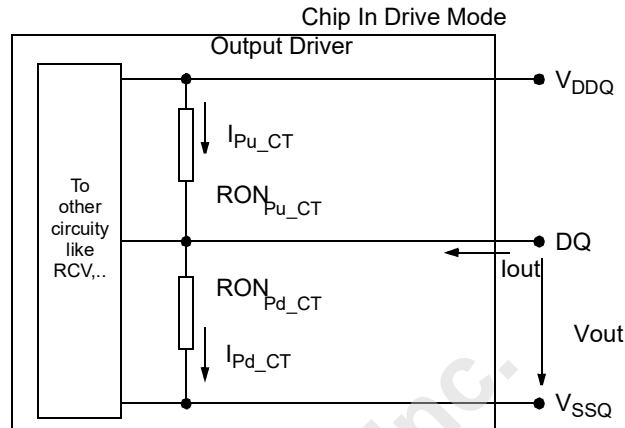 Chip In Drive Mode
Output Driver
VDDQ
IPu_CT
RONPu_CT
To
other
circuity
like
RCV,..
DQ
Iout
RONPd_CT
Vout
IPd_CT
VSSQ
inc.